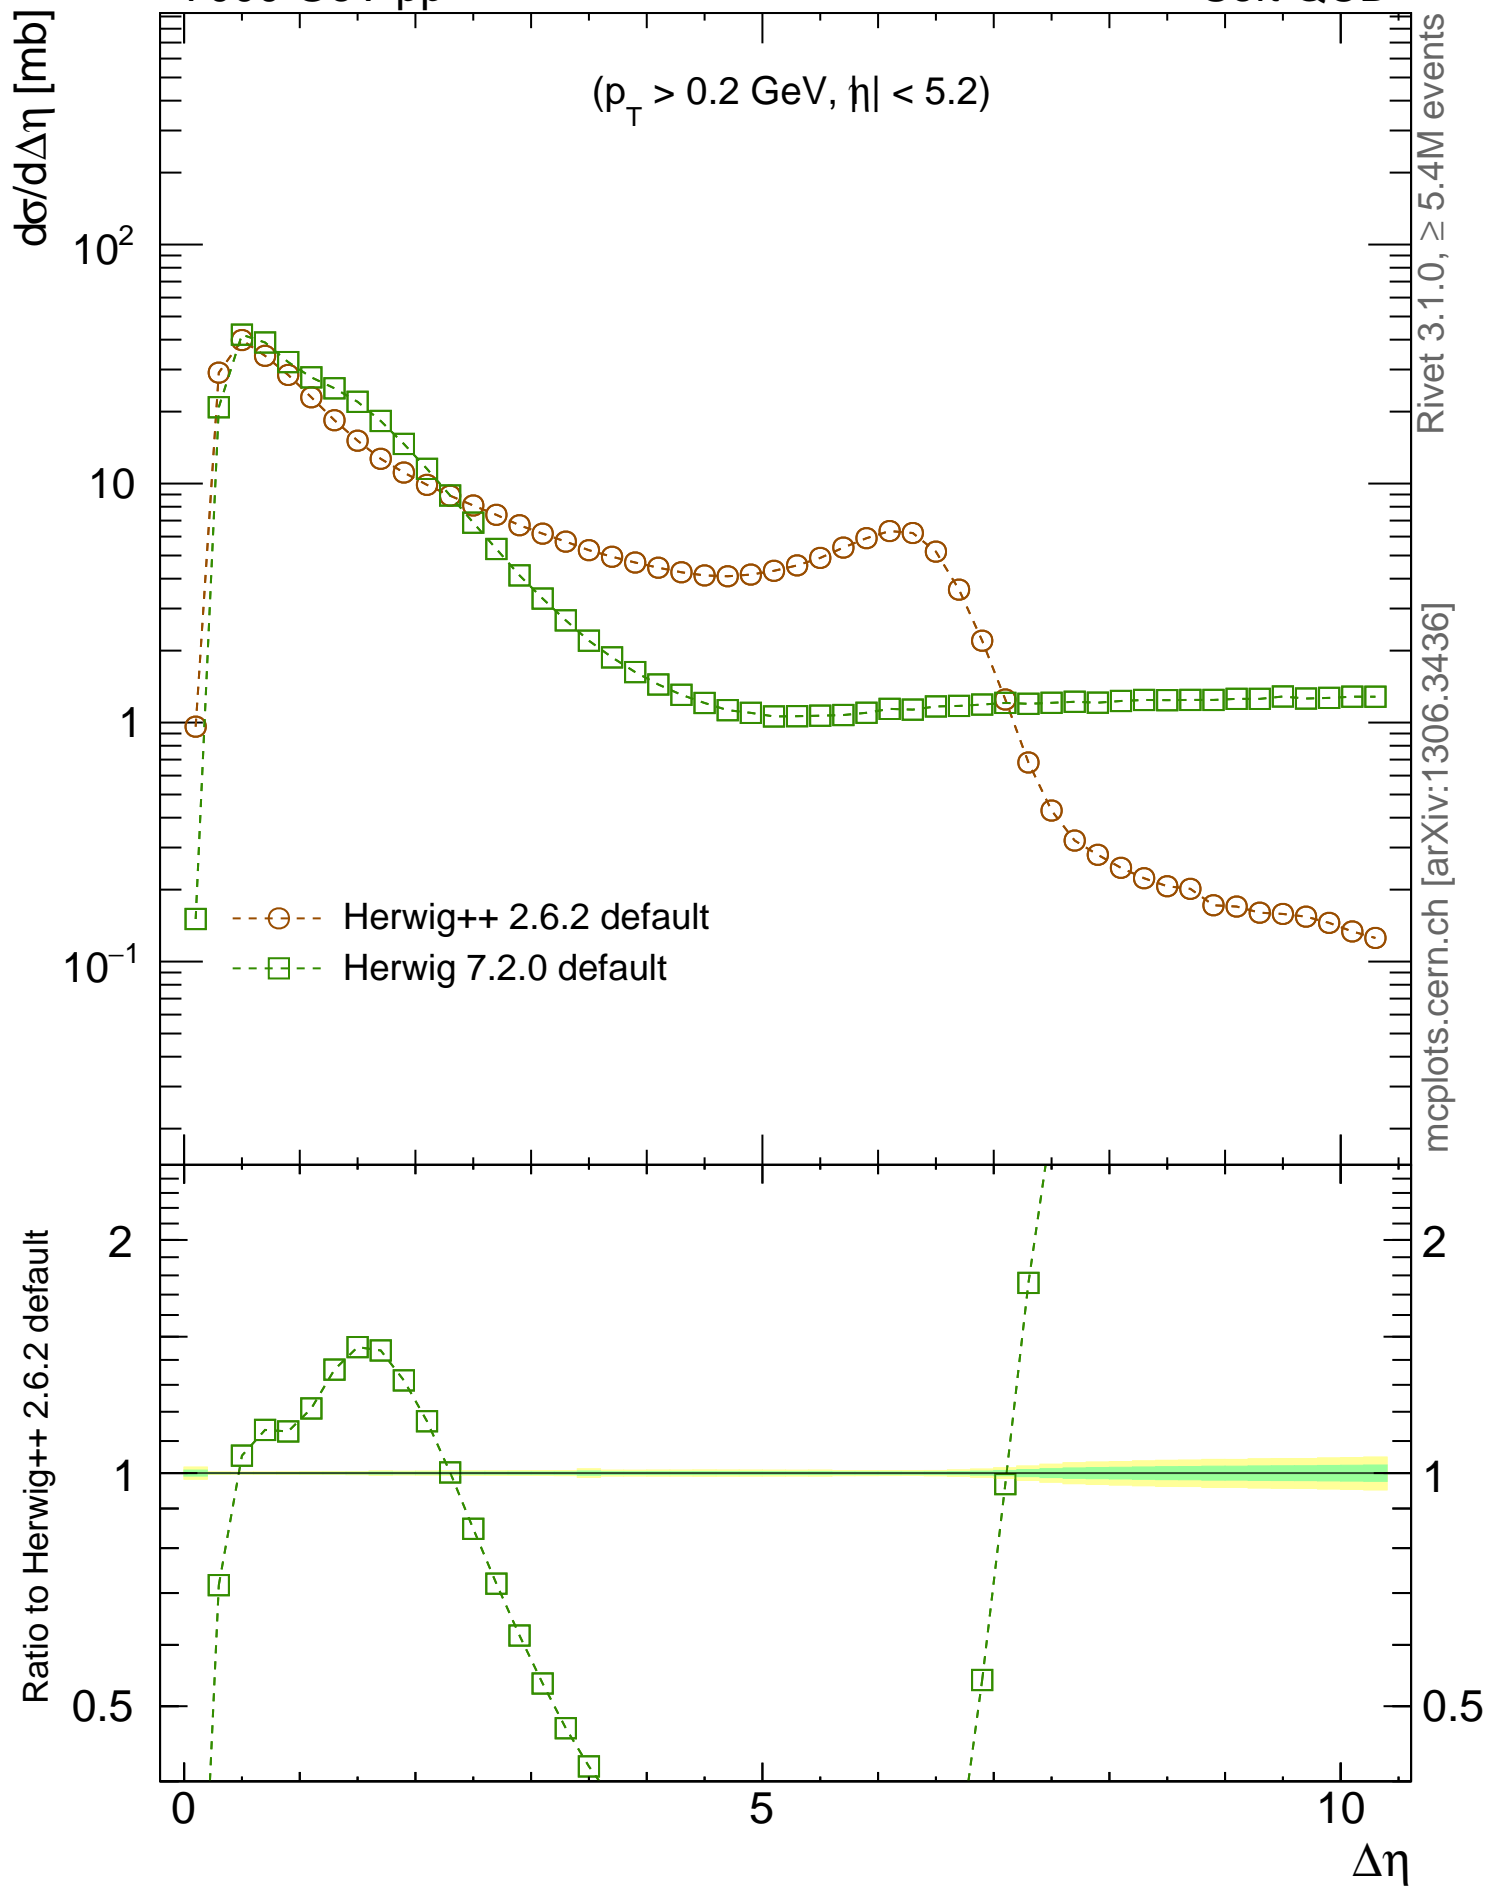 dσ/dΔη [mb]
(p_T > 0.2 GeV, |η| < 5.2)
10²
10
1
10⁻¹
Herwig++ 2.6.2 default
Herwig 7.2.0 default
Rivet 3.1.0, ≥ 5.4M events
mcplots.cern.ch [arXiv:1306.3436]
Ratio to Herwig++ 2.6.2 default
2
1
0.5
2
1
0.5
0
5
10
Δη